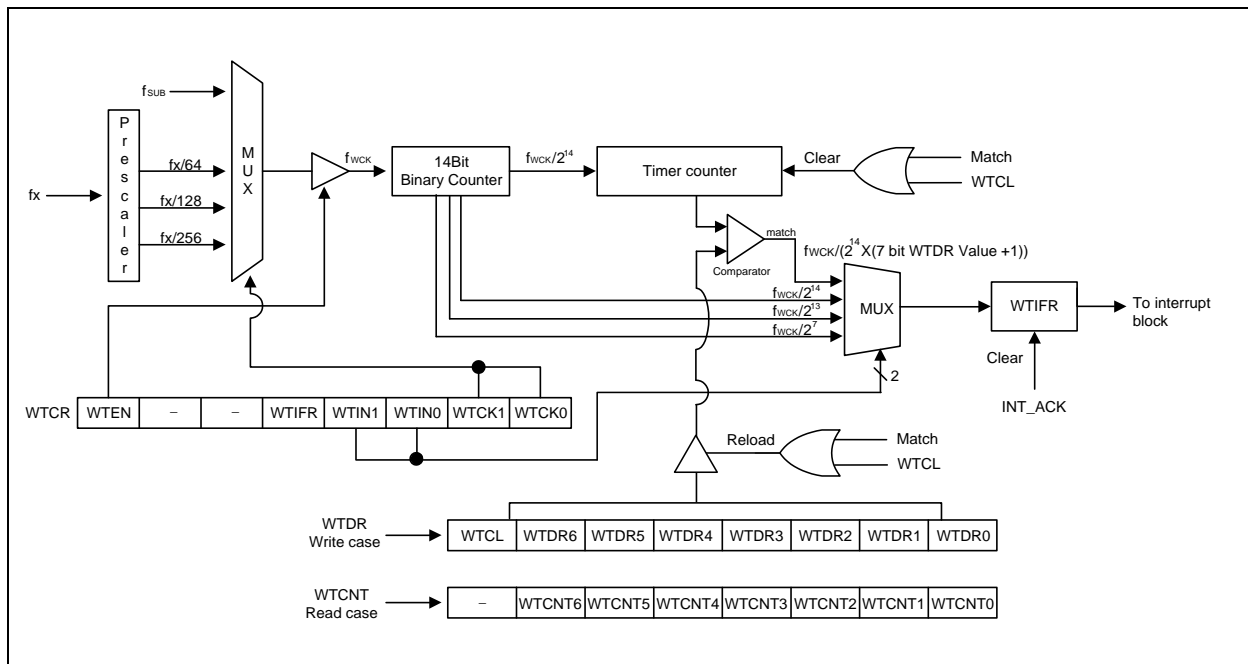 fSUB
Prescaler
MUX
fx
fx/64
fx/128
fx/256
fWCK
14Bit
Binary Counter
fWCK/2^14
Timer counter
Clear
Match
WTCL
match
Comparator
fWCK/(2^14 X(7 bit WTDR Value +1))
fWCK/2^14
fWCK/2^13
fWCK/2^7
MUX
2
WTIFR
To interrupt
block
Clear
INT_ACK
WTCR WTEN – – WTIFR WTIN1 WTIN0 WTCK1 WTCK0
Reload
Match
WTCL
WTDR
Write case
WTCL WTDR6 WTDR5 WTDR4 WTDR3 WTDR2 WTDR1 WTDR0
WTCNT
Read case
– WTCNT6 WTCNT5 WTCNT4 WTCNT3 WTCNT2 WTCNT1 WTCNT0